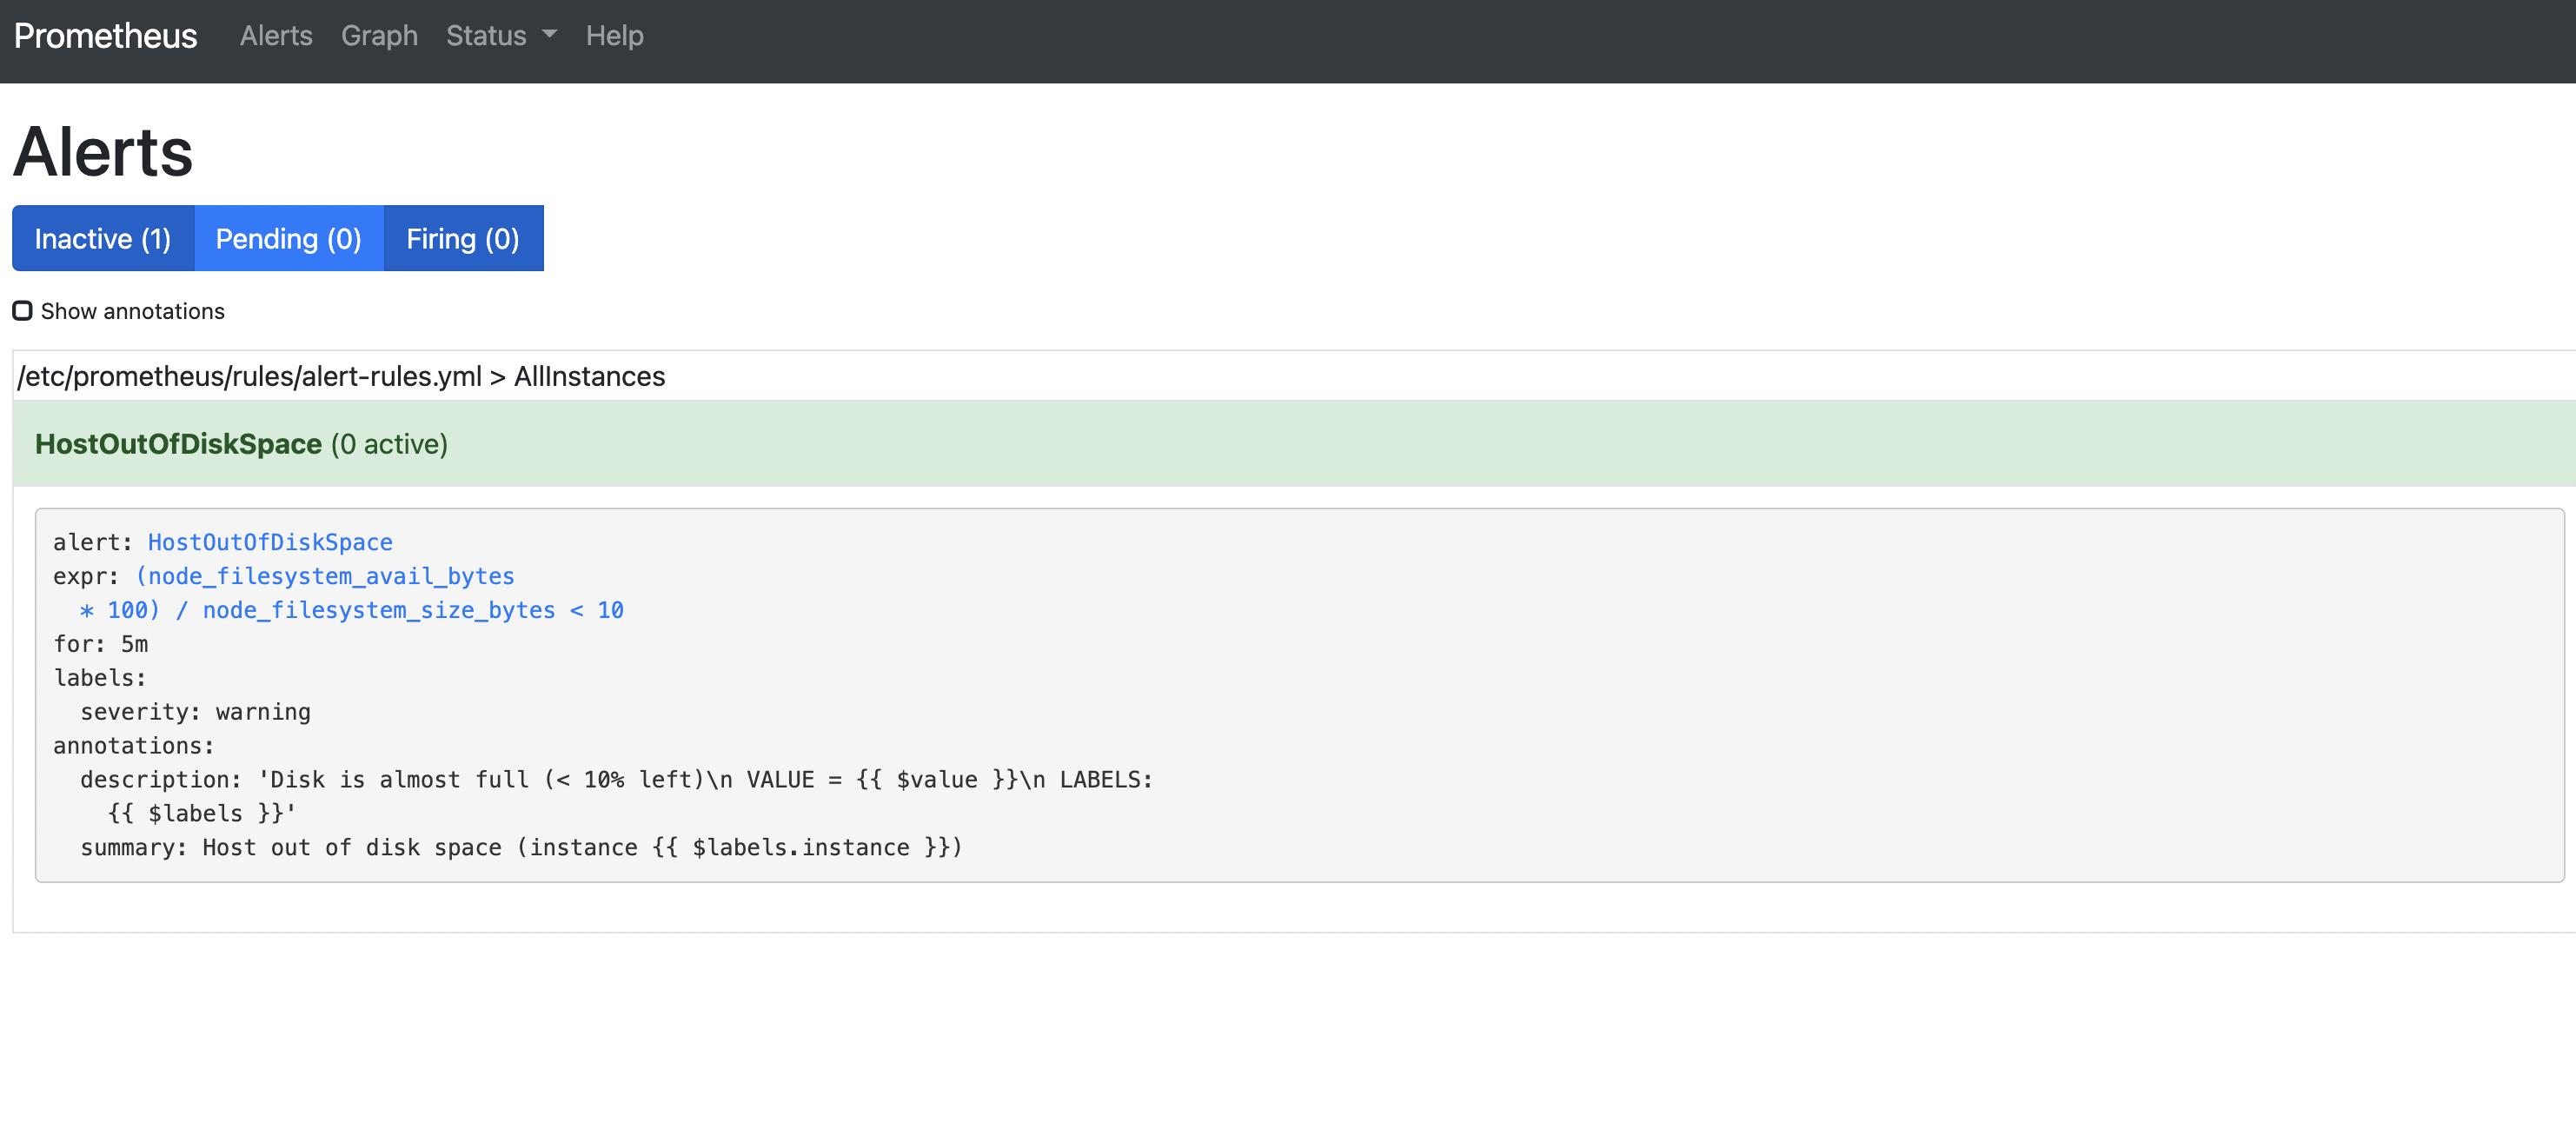 Prometheus Alerts Graph Status Help
Alerts
Inactive (1) Pending (0) Firing (0)
Show annotations
/etc/prometheus/rules/alert-rules.yml > AllInstances
HostOutOfDiskSpace (0 active)
alert: HostOutOfDiskSpace
expr: (node_filesystem_avail_bytes
  * 100) / node_filesystem_size_bytes < 10
for: 5m
labels:
  severity: warning
annotations:
  description: 'Disk is almost full (< 10% left)\n VALUE = {{ $value }}\n LABELS:
    {{ $labels }}'
  summary: Host out of disk space (instance {{ $labels.instance }})